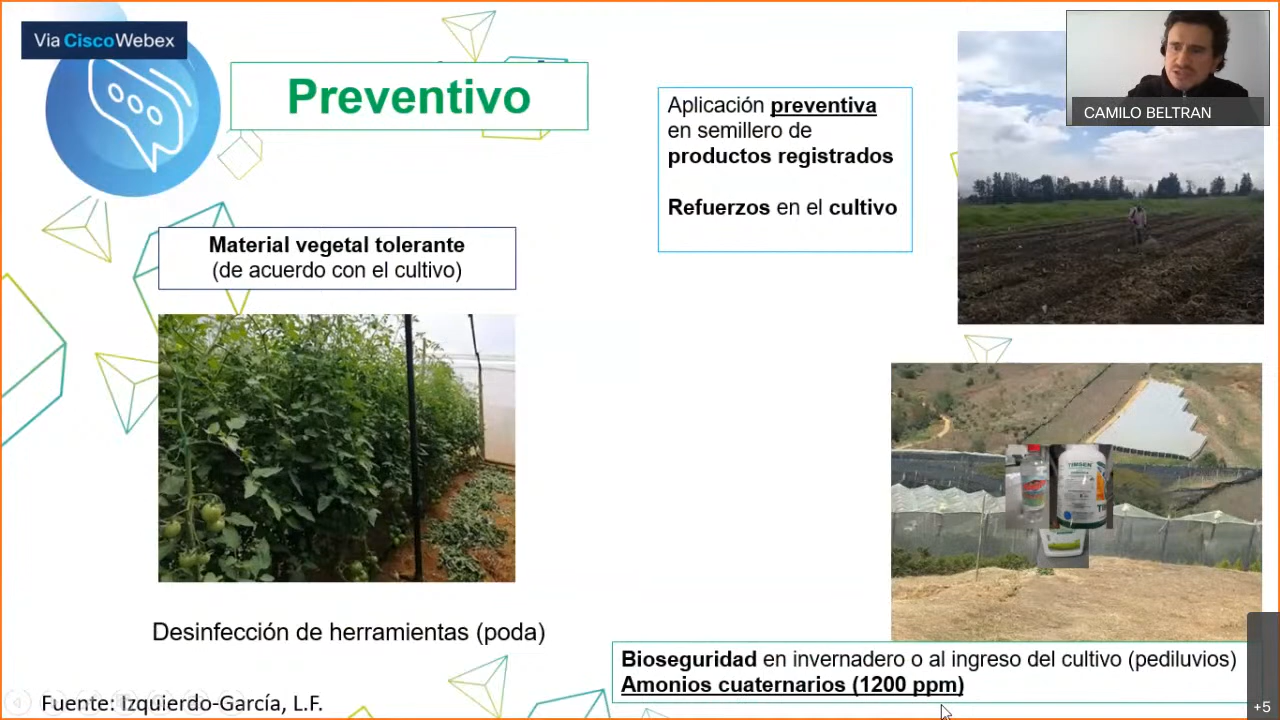 Via Cisco Webex
Preventivo
CAMILO BELTRAN
Aplicación preventiva
en semillero de
productos registrados
Refuerzos en el cultivo
Material vegetal tolerante
(de acuerdo con el cultivo)
TIMSEN
Desinfección de herramientas (poda)
Bioseguridad en invernadero o al ingreso del cultivo (pediluvios)
Amonios cuaternarios (1200 ppm)
Fuente: Izquierdo-García, L.F.
+5